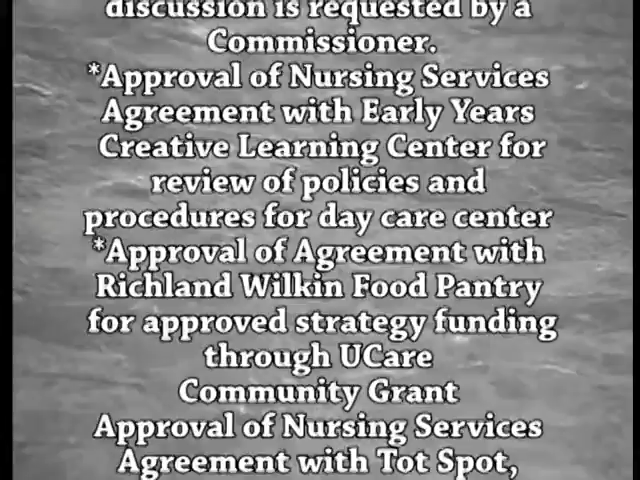 discussion is requested by a
Commissioner.
*Approval of Nursing Services
Agreement with Early Years
Creative Learning Center for
review of policies and
procedures for day care center
*Approval of Agreement with
Richland Wilkin Food Pantry
for approved strategy funding
through UCare
Community Grant
Approval of Nursing Services
Agreement with Tot Spot,